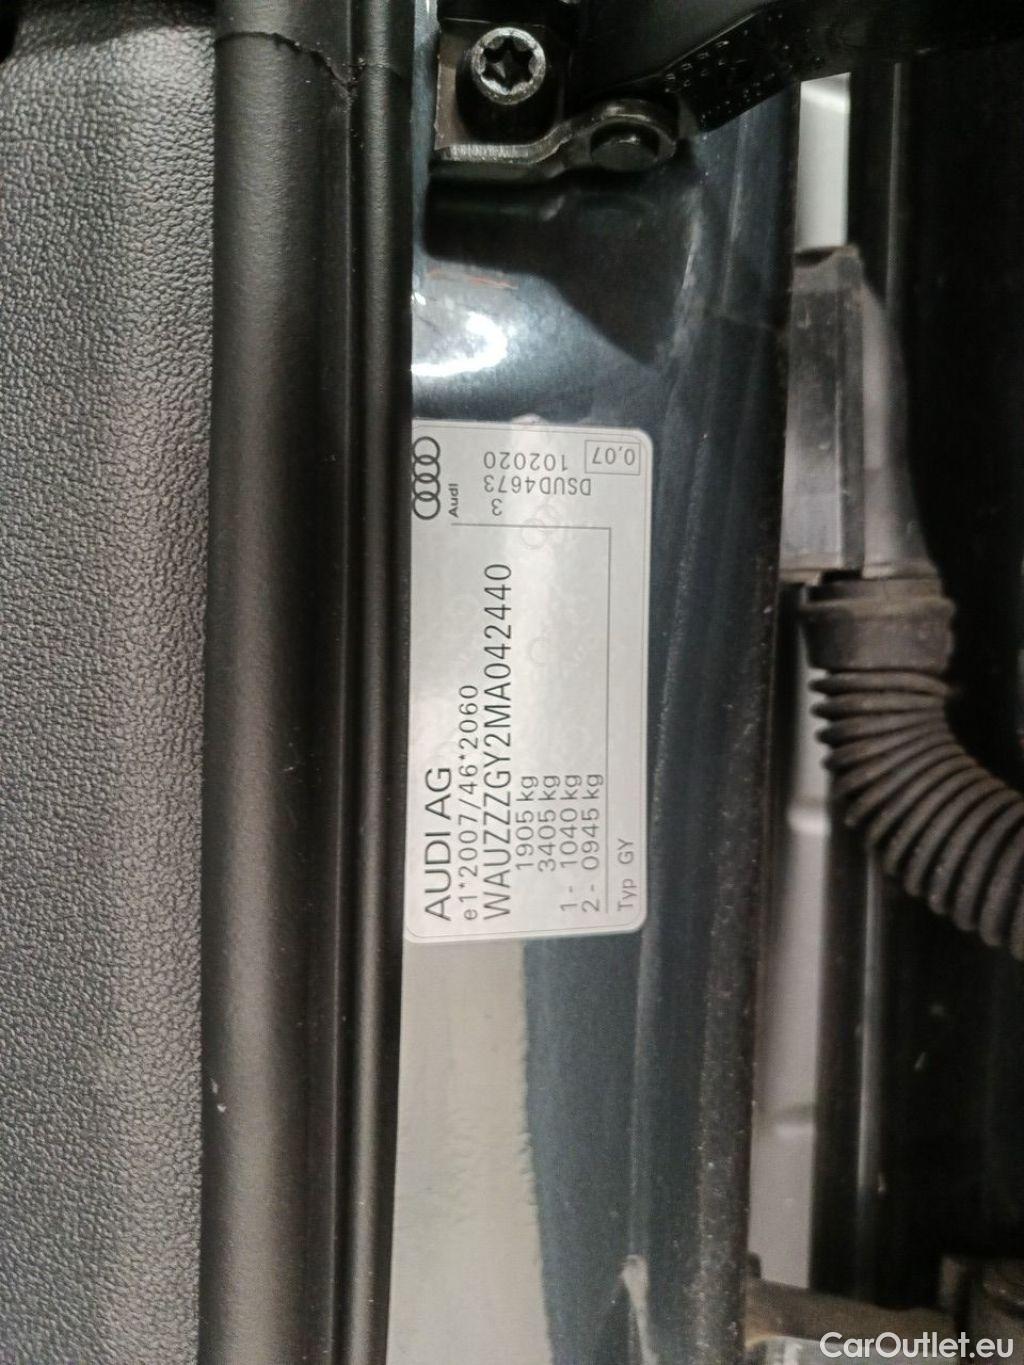 AUDI AG
e1*2007/46*2060
WAUZZZGY2MA042440
1905 kg
3405 kg
1 - 1040 kg
2 - 0945 kg
Typ GY
Audi
3
DSUD4673
102020
0,07
CarOutlet.eu